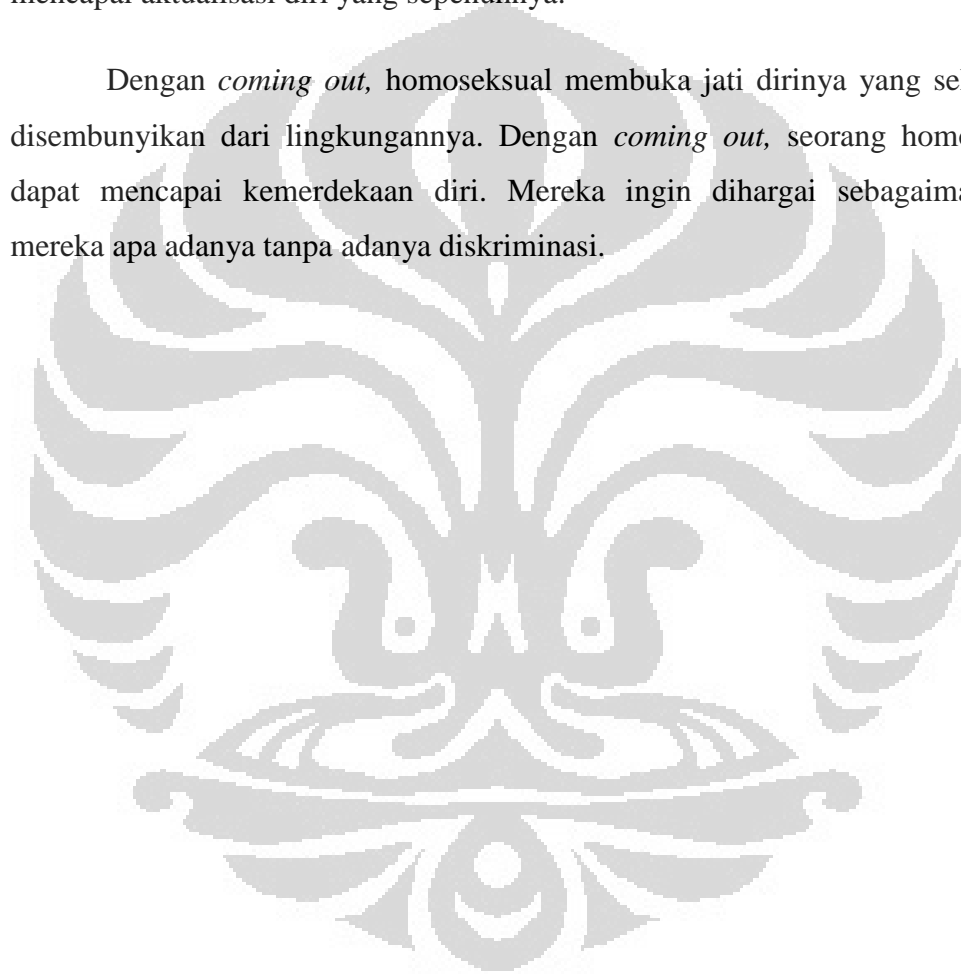 mencapai aktualisasi diri yang sepenuhnya.
Dengan coming out, homoseksual membuka jati dirinya yang sel
disembunyikan dari lingkungannya. Dengan coming out, seorang homo
dapat mencapai kemerdekaan diri. Mereka ingin dihargai sebagaima
mereka apa adanya tanpa adanya diskriminasi.